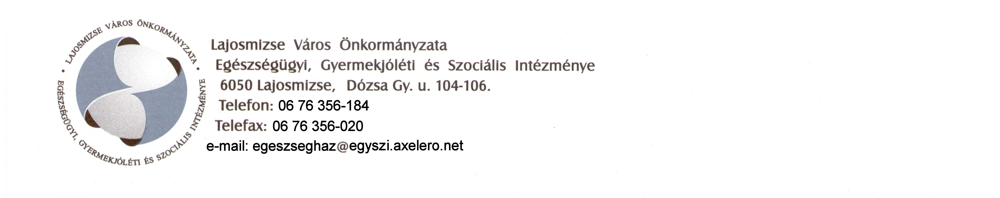 LAJOSMIZSE VÁROS ÖNKORMÁNYZATA
EGÉSZSÉGÜGYI, GYERMEKJÓLÉTI ÉS SZOCIÁLIS INTÉZMÉNYE
Lajosmizse Város Önkormányzata
Egészségügyi, Gyermekjóléti és Szociális Intézménye
6050 Lajosmizse, Dózsa Gy. u. 104-106.
Telefon: 06 76 356-184
Telefax: 06 76 356-020
e-mail: egeszseghaz@egyszi.axelero.net